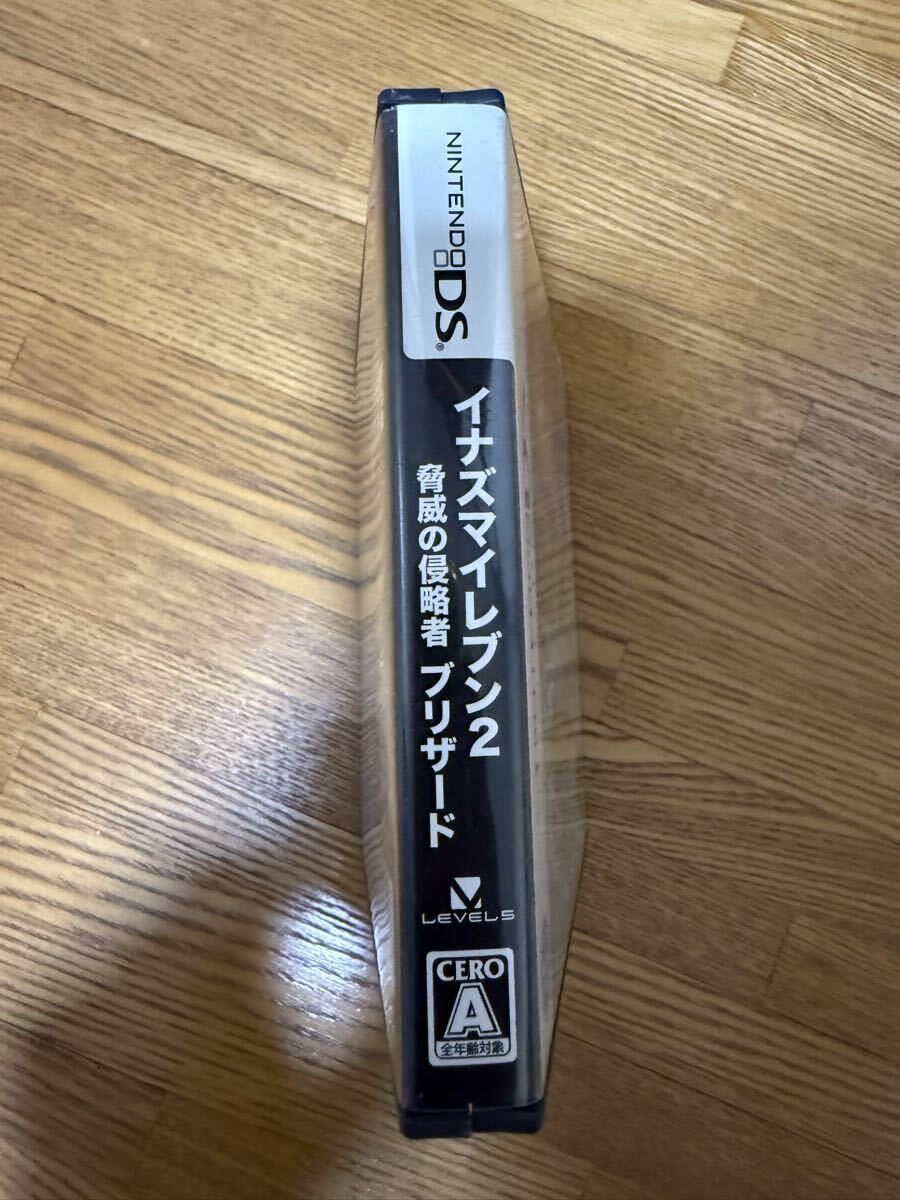 NINTENDO DS®
イナズマイレブン2
脅威の侵略者 ブリザード
LEVEL5
CERO
A
全年齢対象